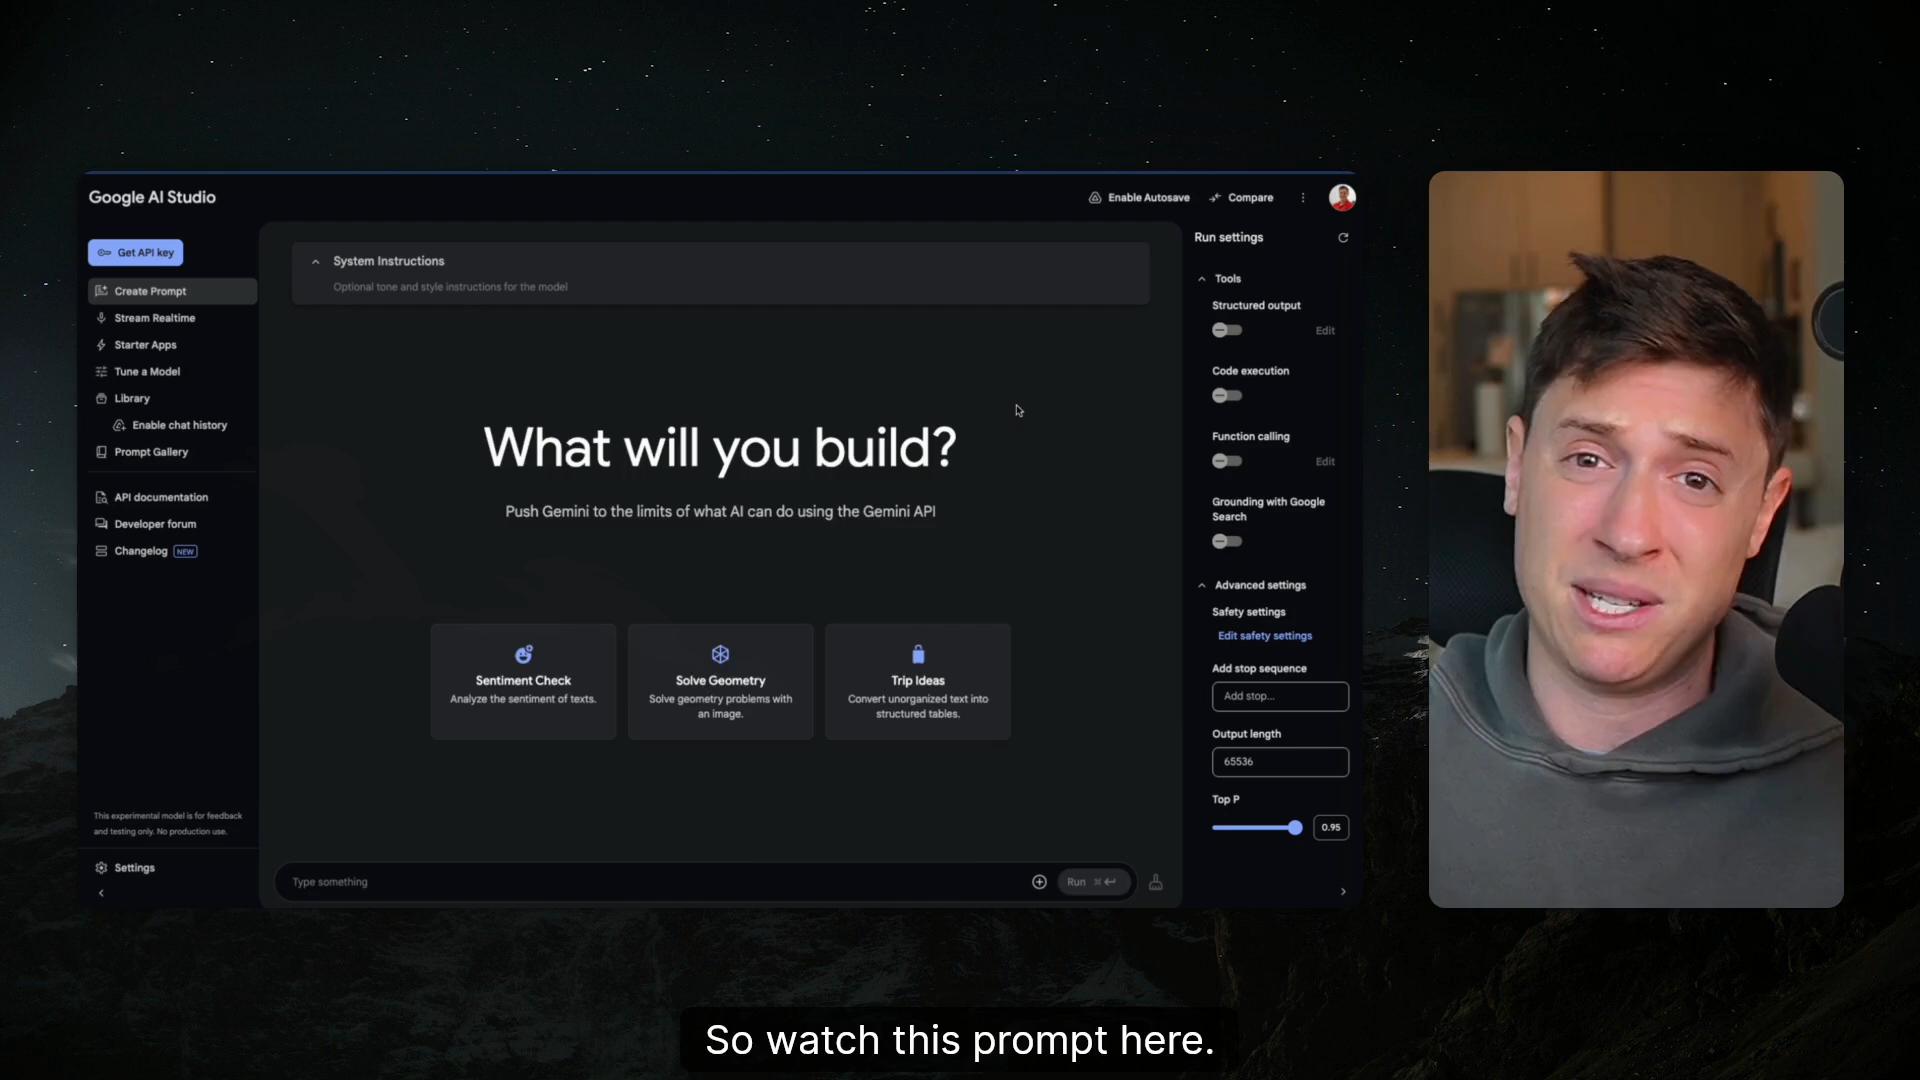 Google AI Studio
Enable Autosave
Compare
Get API key
Create Prompt
Stream Realtime
Starter Apps
Tune a Model
Library
Enable chat history
Prompt Gallery
API documentation
Developer forum
Changelog NEW
This experimental model is for feedback
and testing only. No production use.
Settings
System Instructions
Optional tone and style instructions for the model
What will you build?
Push Gemini to the limits of what AI can do using the Gemini API
Sentiment Check
Analyze the sentiment of texts.
Solve Geometry
Solve geometry problems with
an image.
Trip Ideas
Convert unorganized text into
structured tables.
Type something
Run ⌘ ↵
Run settings
Tools
Structured output
Edit
Code execution
Function calling
Edit
Grounding with Google
Search
Advanced settings
Safety settings
Edit safety settings
Add stop sequence
Add stop...
Output length
65536
Top P
0.95
So watch this prompt here.